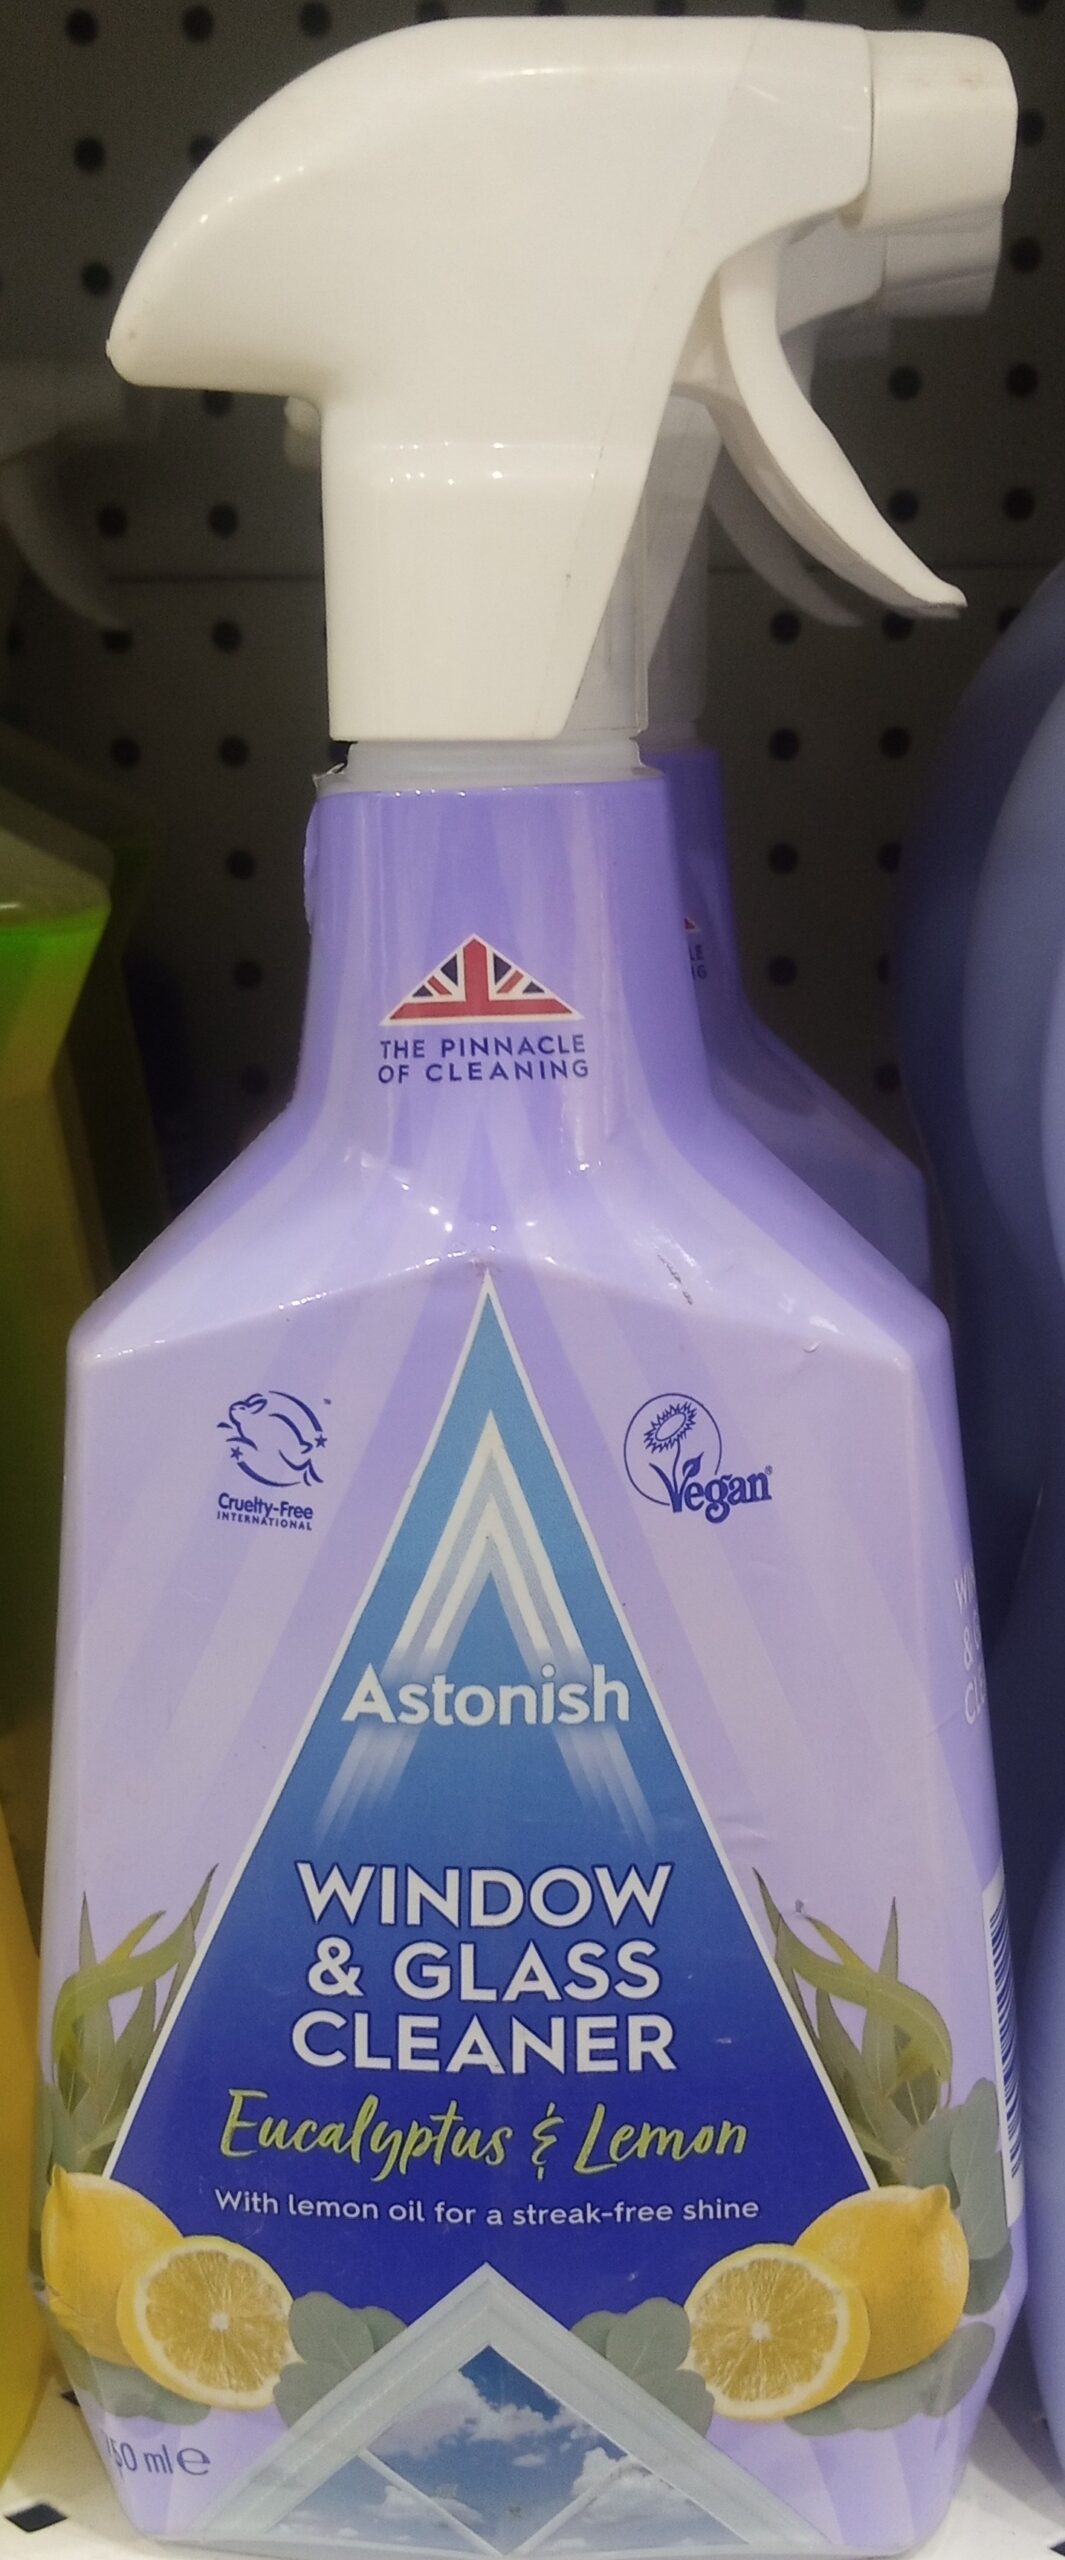 THE PINNACLE
OF CLEANING
Cruelty-Free
INTERNATIONAL
Vegan
Astonish
WINDOW
& GLASS
CLEANER
Eucalyptus & Lemon
With lemon oil for a streak-free shine
ml e